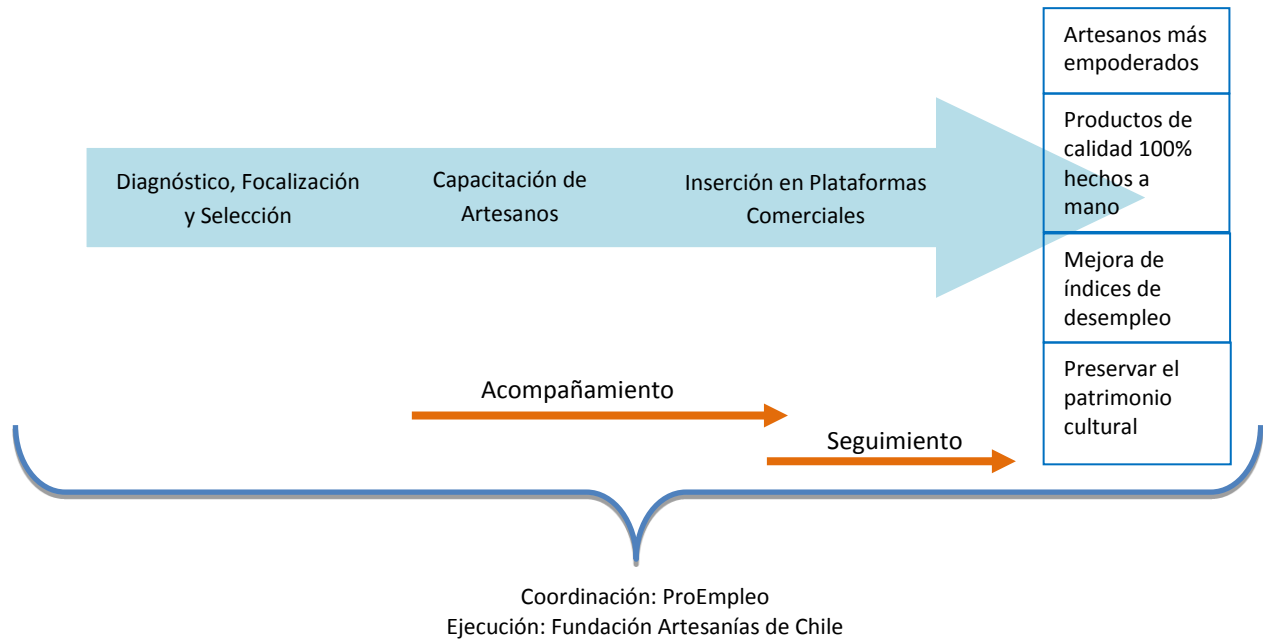 Diagnóstico, Focalización
y Selección
Capacitación de
Artesanos
Inserción en Plataformas
Comerciales
Artesanos más
empoderados
Productos de
calidad 100%
hechos a
mano
Mejora de
índices de
desempleo
Preservar el
patrimonio
cultural
Acompañamiento
Seguimiento
Coordinación: ProEmpleo
Ejecución: Fundación Artesanías de Chile